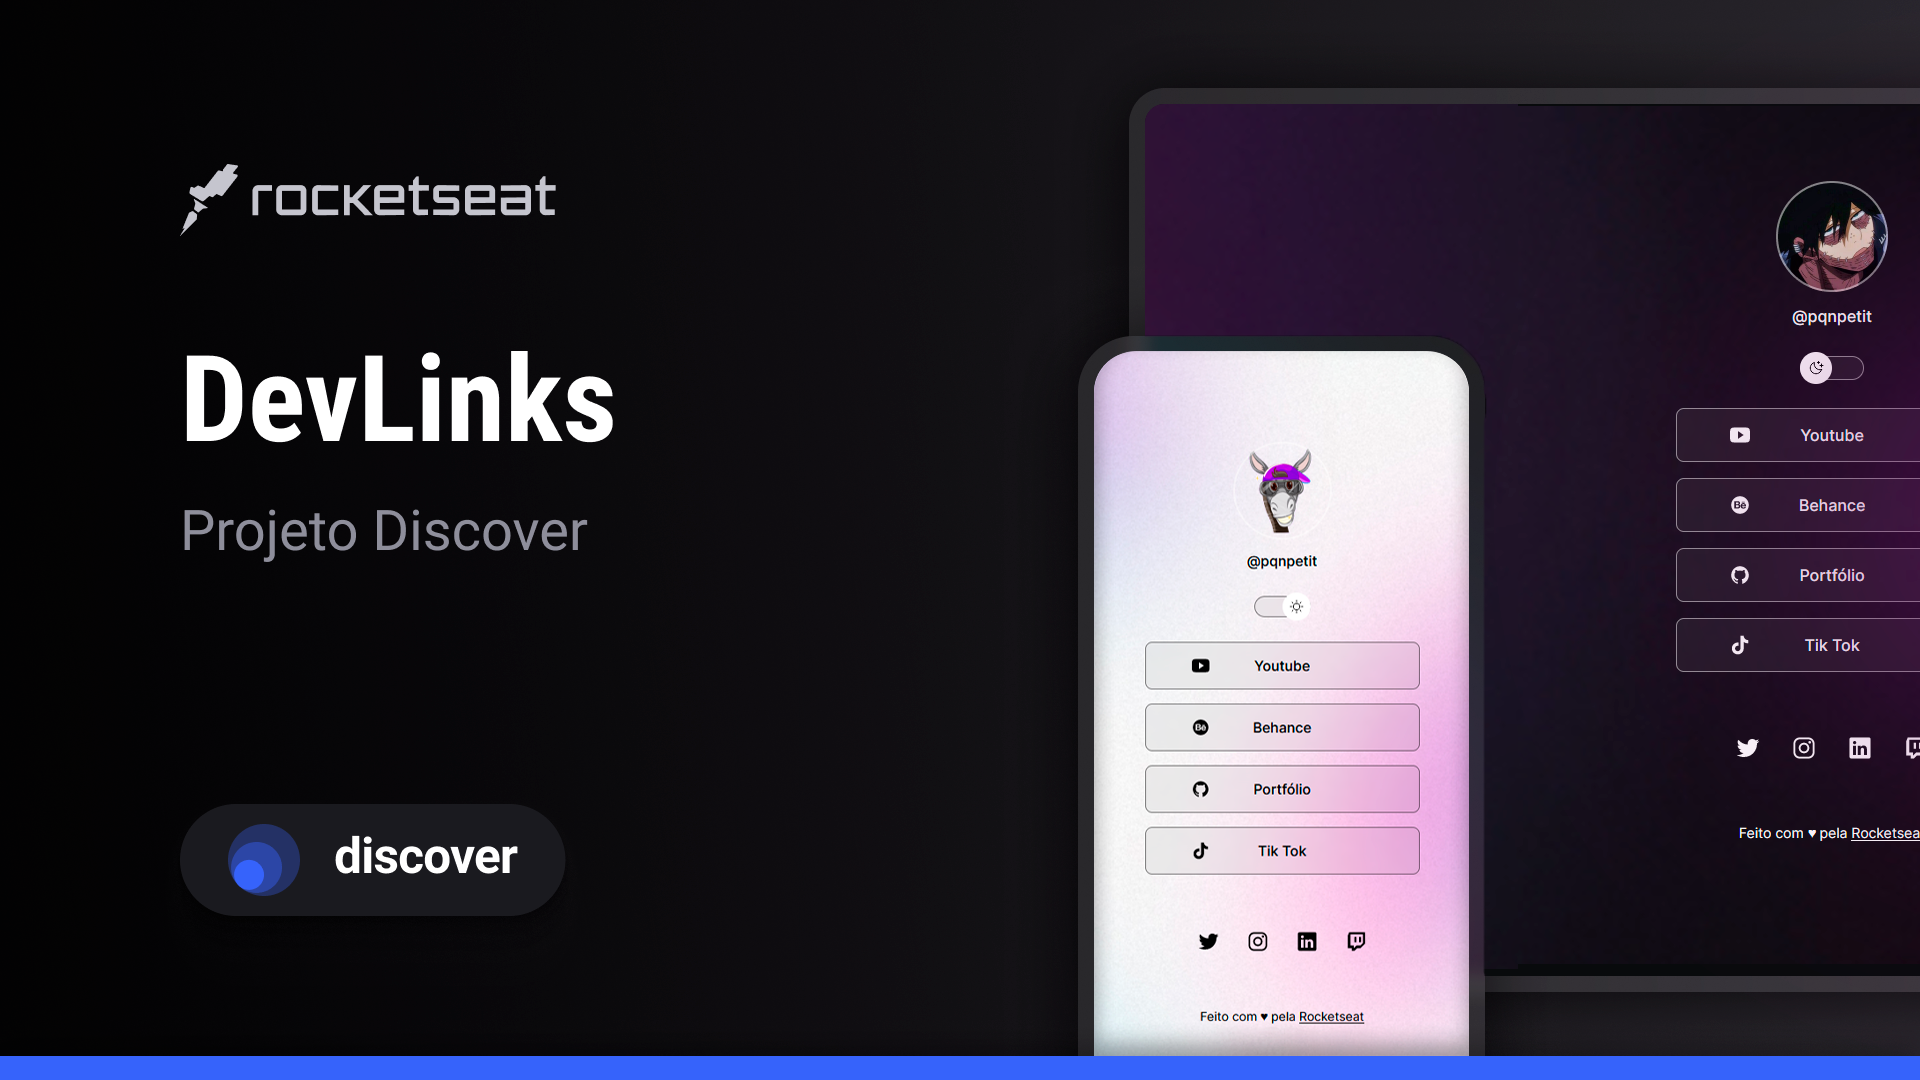 rocketseat
DevLinks
Projeto Discover
discover
@pqnpetit
Youtube
Behance
Portfólio
Tik Tok
Feito com ♥ pela Rocketseat
@pqnpetit
Youtube
Behance
Portfólio
Tik Tok
Feito com ♥ pela Rocketsea